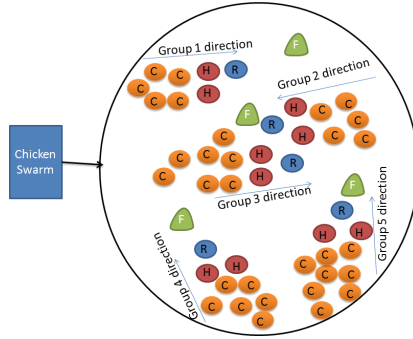 Group 1 direction
F
C C H R
C
C C H
Group 2 direction
F R H C C
H C C
C C
C
C C C H R
C C C H
Group 3 direction
Chicken
Swarm
F
R
H H
C C
C C C
C
Group 4 direction
F
R
H H
C C
C C C
C C
C
Group 5 direction